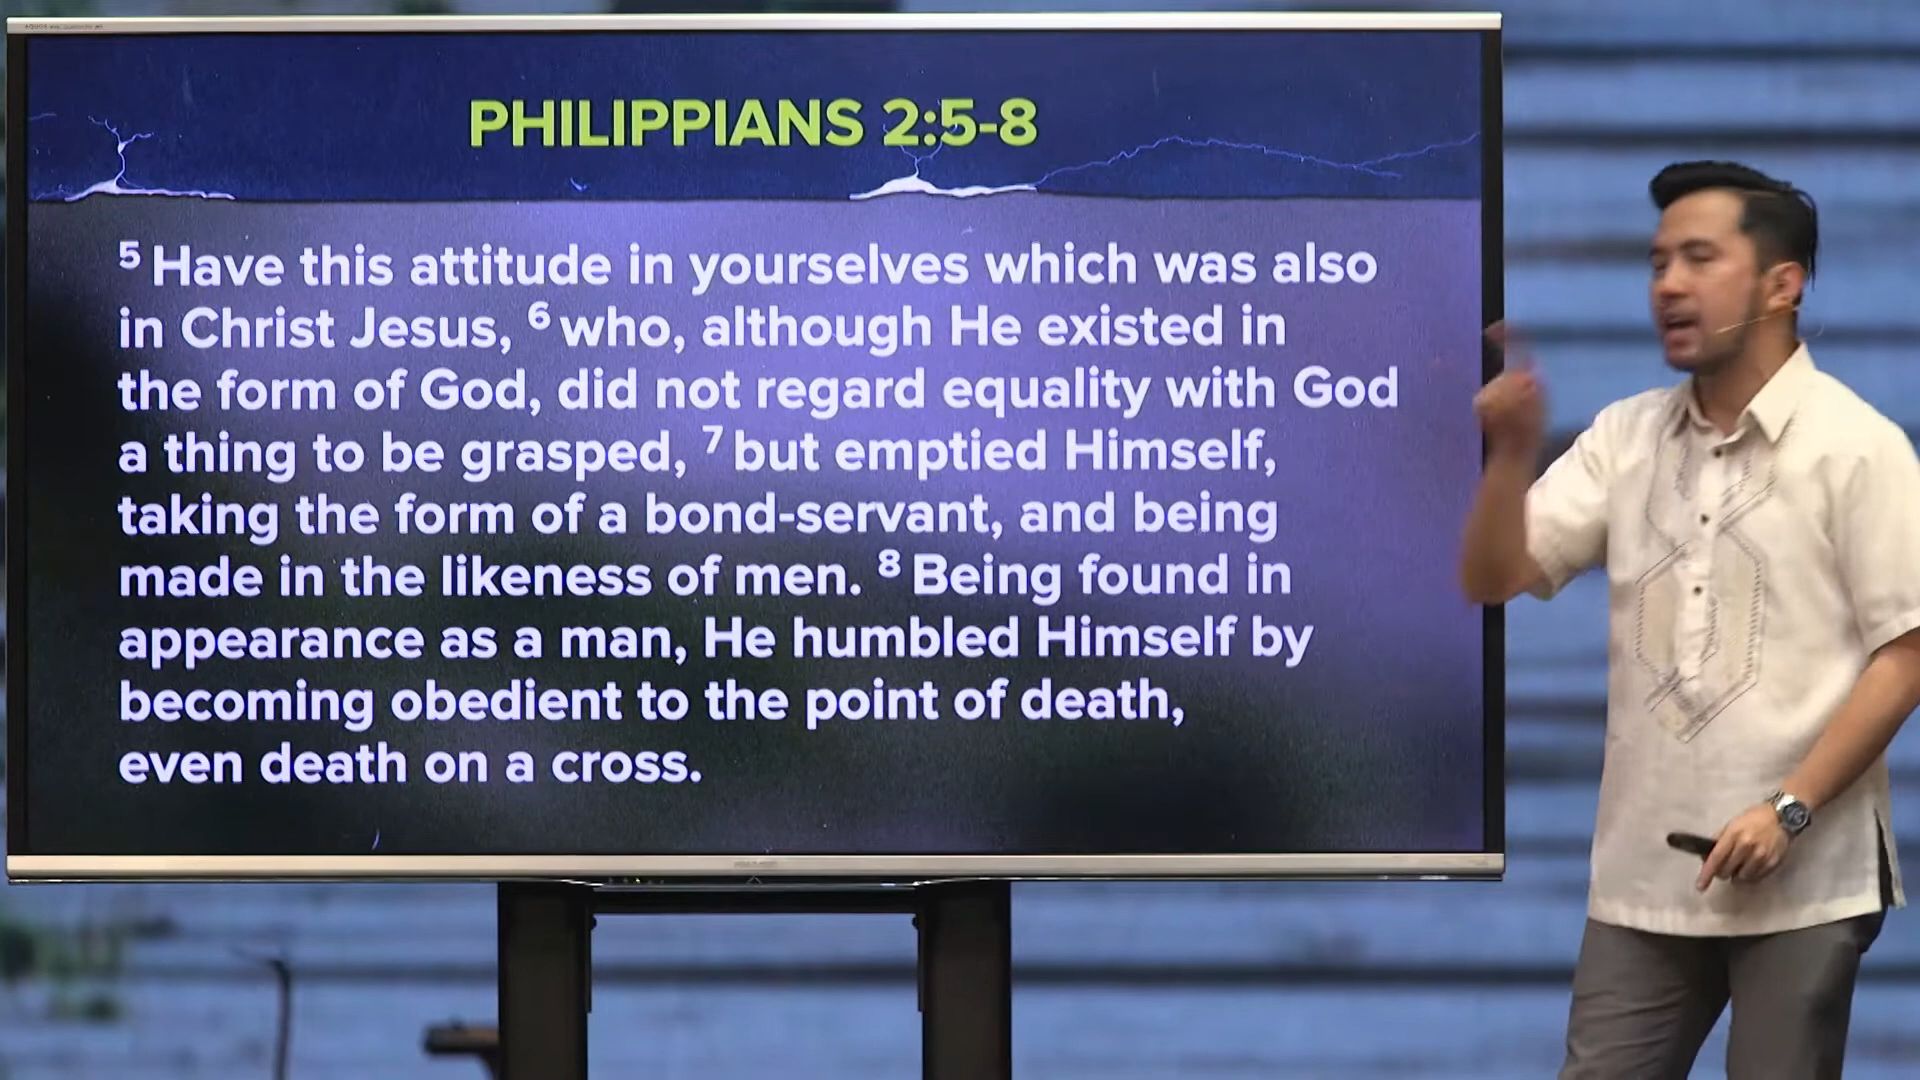 PHILIPPIANS 2:5-8
⁵ Have this attitude in yourselves which was also
in Christ Jesus, ⁶ who, although He existed in
the form of God, did not regard equality with God
a thing to be grasped, ⁷ but emptied Himself,
taking the form of a bond-servant, and being
made in the likeness of men. ⁸ Being found in
appearance as a man, He humbled Himself by
becoming obedient to the point of death,
even death on a cross.